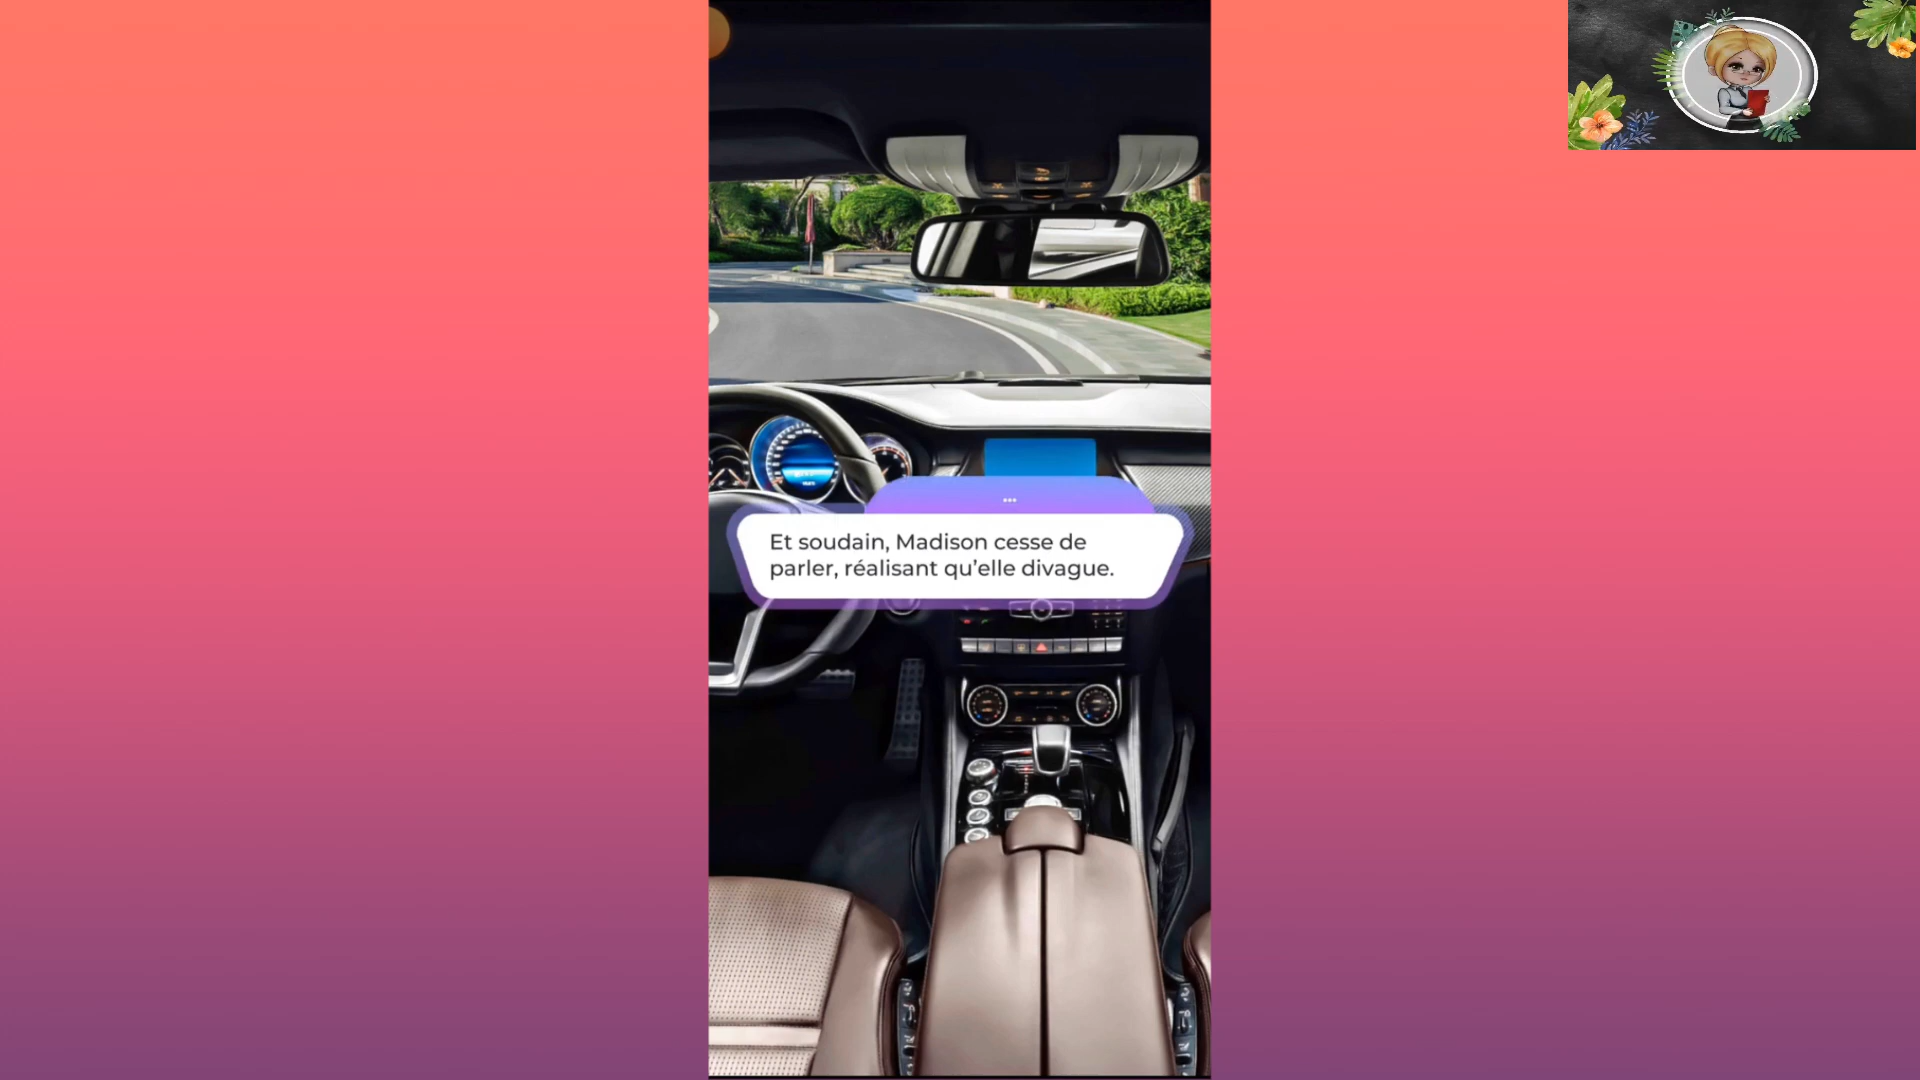 ...
Et soudain, Madison cesse de
parler, réalisant qu’elle divague.